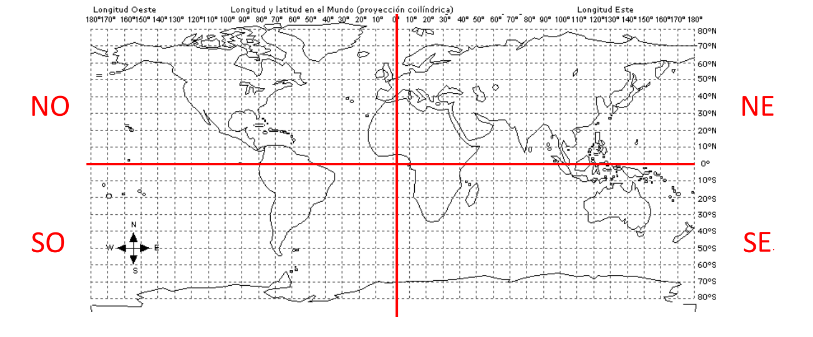 Longitud Oeste Longitud y latitud en el Mundo (proyección coilíndrica) Longitud Este
180°170°160°150°140°130°120°110°100°90° 80° 70° 60° 50° 40° 30° 20° 10° 0° 10° 20° 30° 40° 50° 60° 70° 80° 90° 100°110°120°130°140°150°160°170° 180°
80°N
70°N
60°N
50°N
40°N
NO NE
30°N
20°N
10°N
0°
10°S
20°S
30°S
N
SO SE
40°S
W E
50°S
S
60°S
70°S
80°S